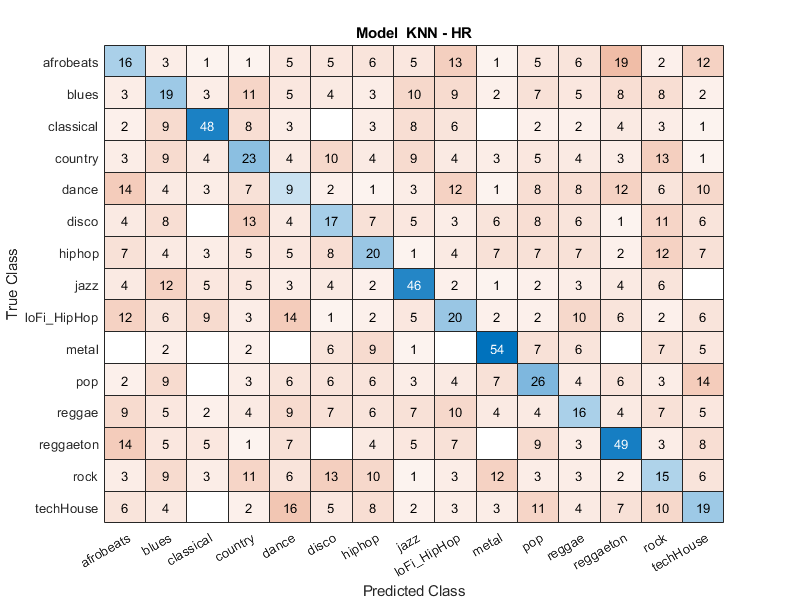 Model KNN - HR
True Class
afrobeats 16 3 1 1 5 5 6 5 13 1 5 6 19 2 12
blues 3 19 3 11 5 4 3 10 9 2 7 5 8 8 2
classical 2 9 48 8 3 3 8 6 2 2 4 3 1
country 3 9 4 23 4 10 4 9 4 3 5 4 3 13 1
dance 14 4 3 7 9 2 1 3 12 1 8 8 12 6 10
disco 4 8 13 4 17 7 5 3 6 8 6 1 11 6
hiphop 7 4 3 5 5 8 20 1 4 7 7 7 2 12 7
jazz 4 12 5 5 3 4 2 46 2 1 2 3 4 6
loFi_HipHop 12 6 9 3 14 1 2 5 20 2 2 10 6 2 6
metal 2 2 6 9 1 54 7 6 7 5
pop 2 9 3 6 6 6 3 4 7 26 4 6 3 14
reggae 9 5 2 4 9 7 6 7 10 4 4 16 4 7 5
reggaeton 14 5 5 1 7 4 5 7 9 3 49 3 8
rock 3 9 3 11 6 13 10 1 3 12 3 3 2 15 6
techHouse 6 4 2 16 5 8 2 3 3 11 4 7 10 19
afrobeats blues classical country dance disco hiphop jazz loFi_HipHop metal pop reggae reggaeton rock techHouse
Predicted Class